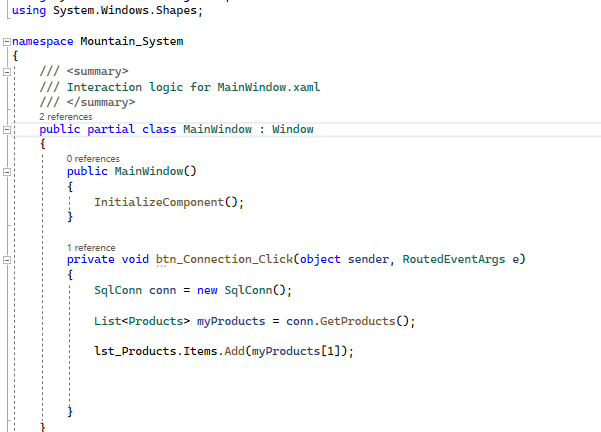 using System.Windows.Shapes;
namespace Mountain_System
{
/// <summary>
/// Interaction logic for MainWindow.xaml
/// </summary>
2 references
public partial class MainWindow : Window
{
0 references
public MainWindow()
{
InitializeComponent();
}
1 reference
private void btn_Connection_Click(object sender, RoutedEventArgs e)
{
SqlConn conn = new SqlConn();
List<Products> myProducts = conn.GetProducts();
lst_Products.Items.Add(myProducts[1]);
}
}